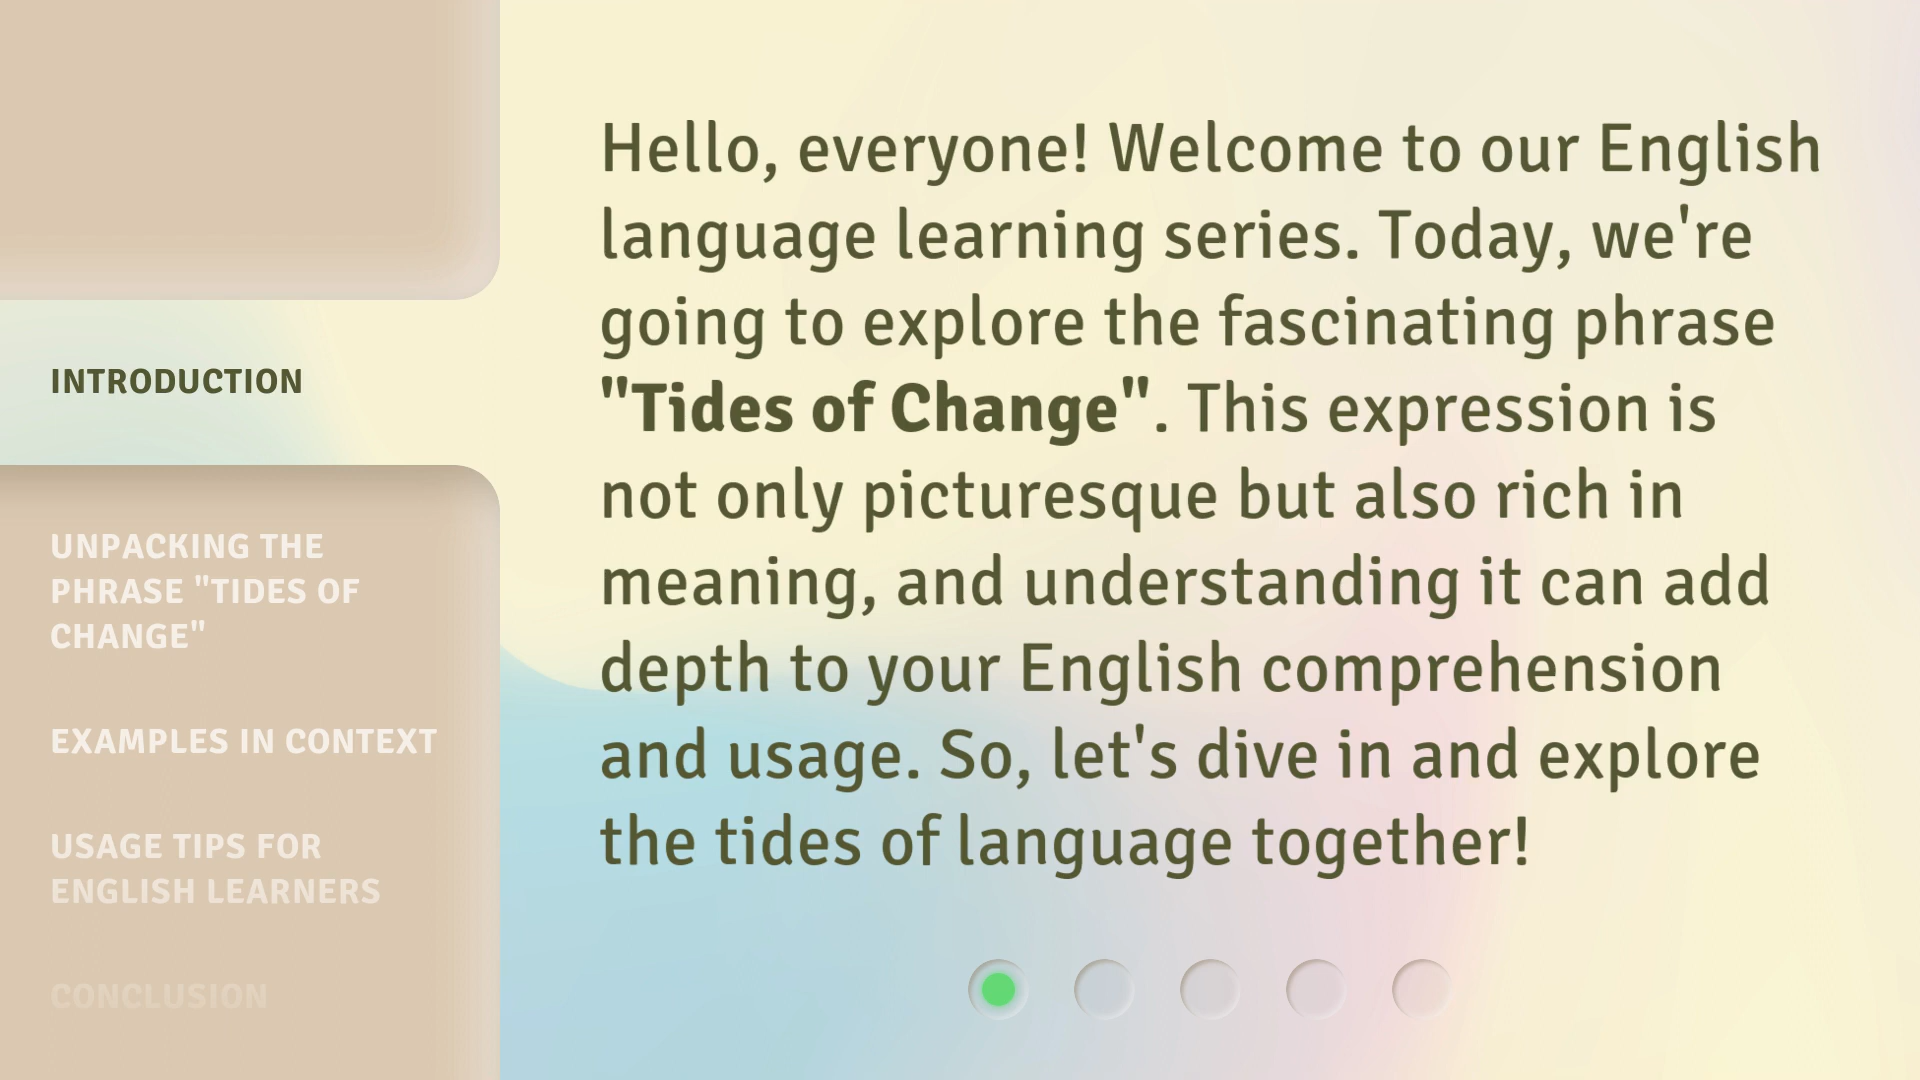 INTRODUCTION
UNPACKING THE
PHRASE "TIDES OF
CHANGE"
EXAMPLES IN CONTEXT
USAGE TIPS FOR
ENGLISH LEARNERS
CONCLUSION
Hello, everyone! Welcome to our English
language learning series. Today, we're
going to explore the fascinating phrase
"Tides of Change". This expression is
not only picturesque but also rich in
meaning, and understanding it can add
depth to your English comprehension
and usage. So, let's dive in and explore
the tides of language together!